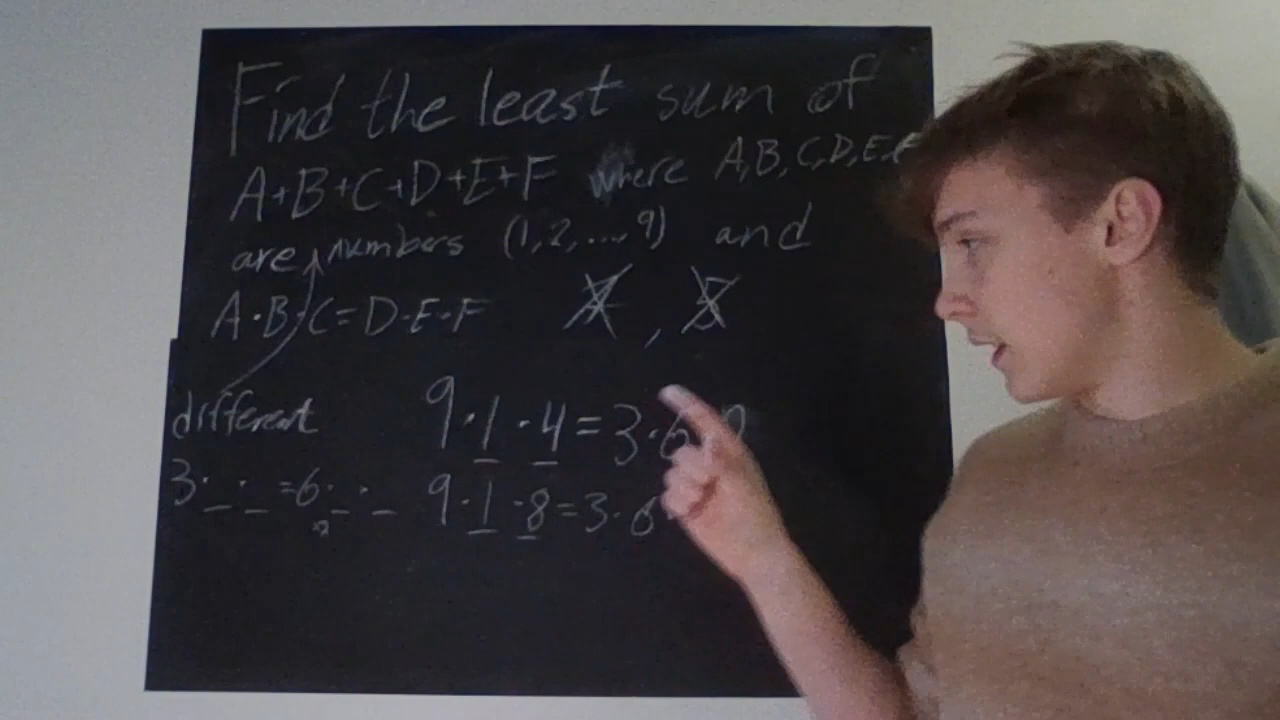 Find the least sum of
A+B+C+D+E+F where A,B,C,D,E,
are numbers (1,2,...,9) and
A·B·C=D·E·F
different
9·1·4=3·6
3·_·_=6·_·_
9·1·8=3·6